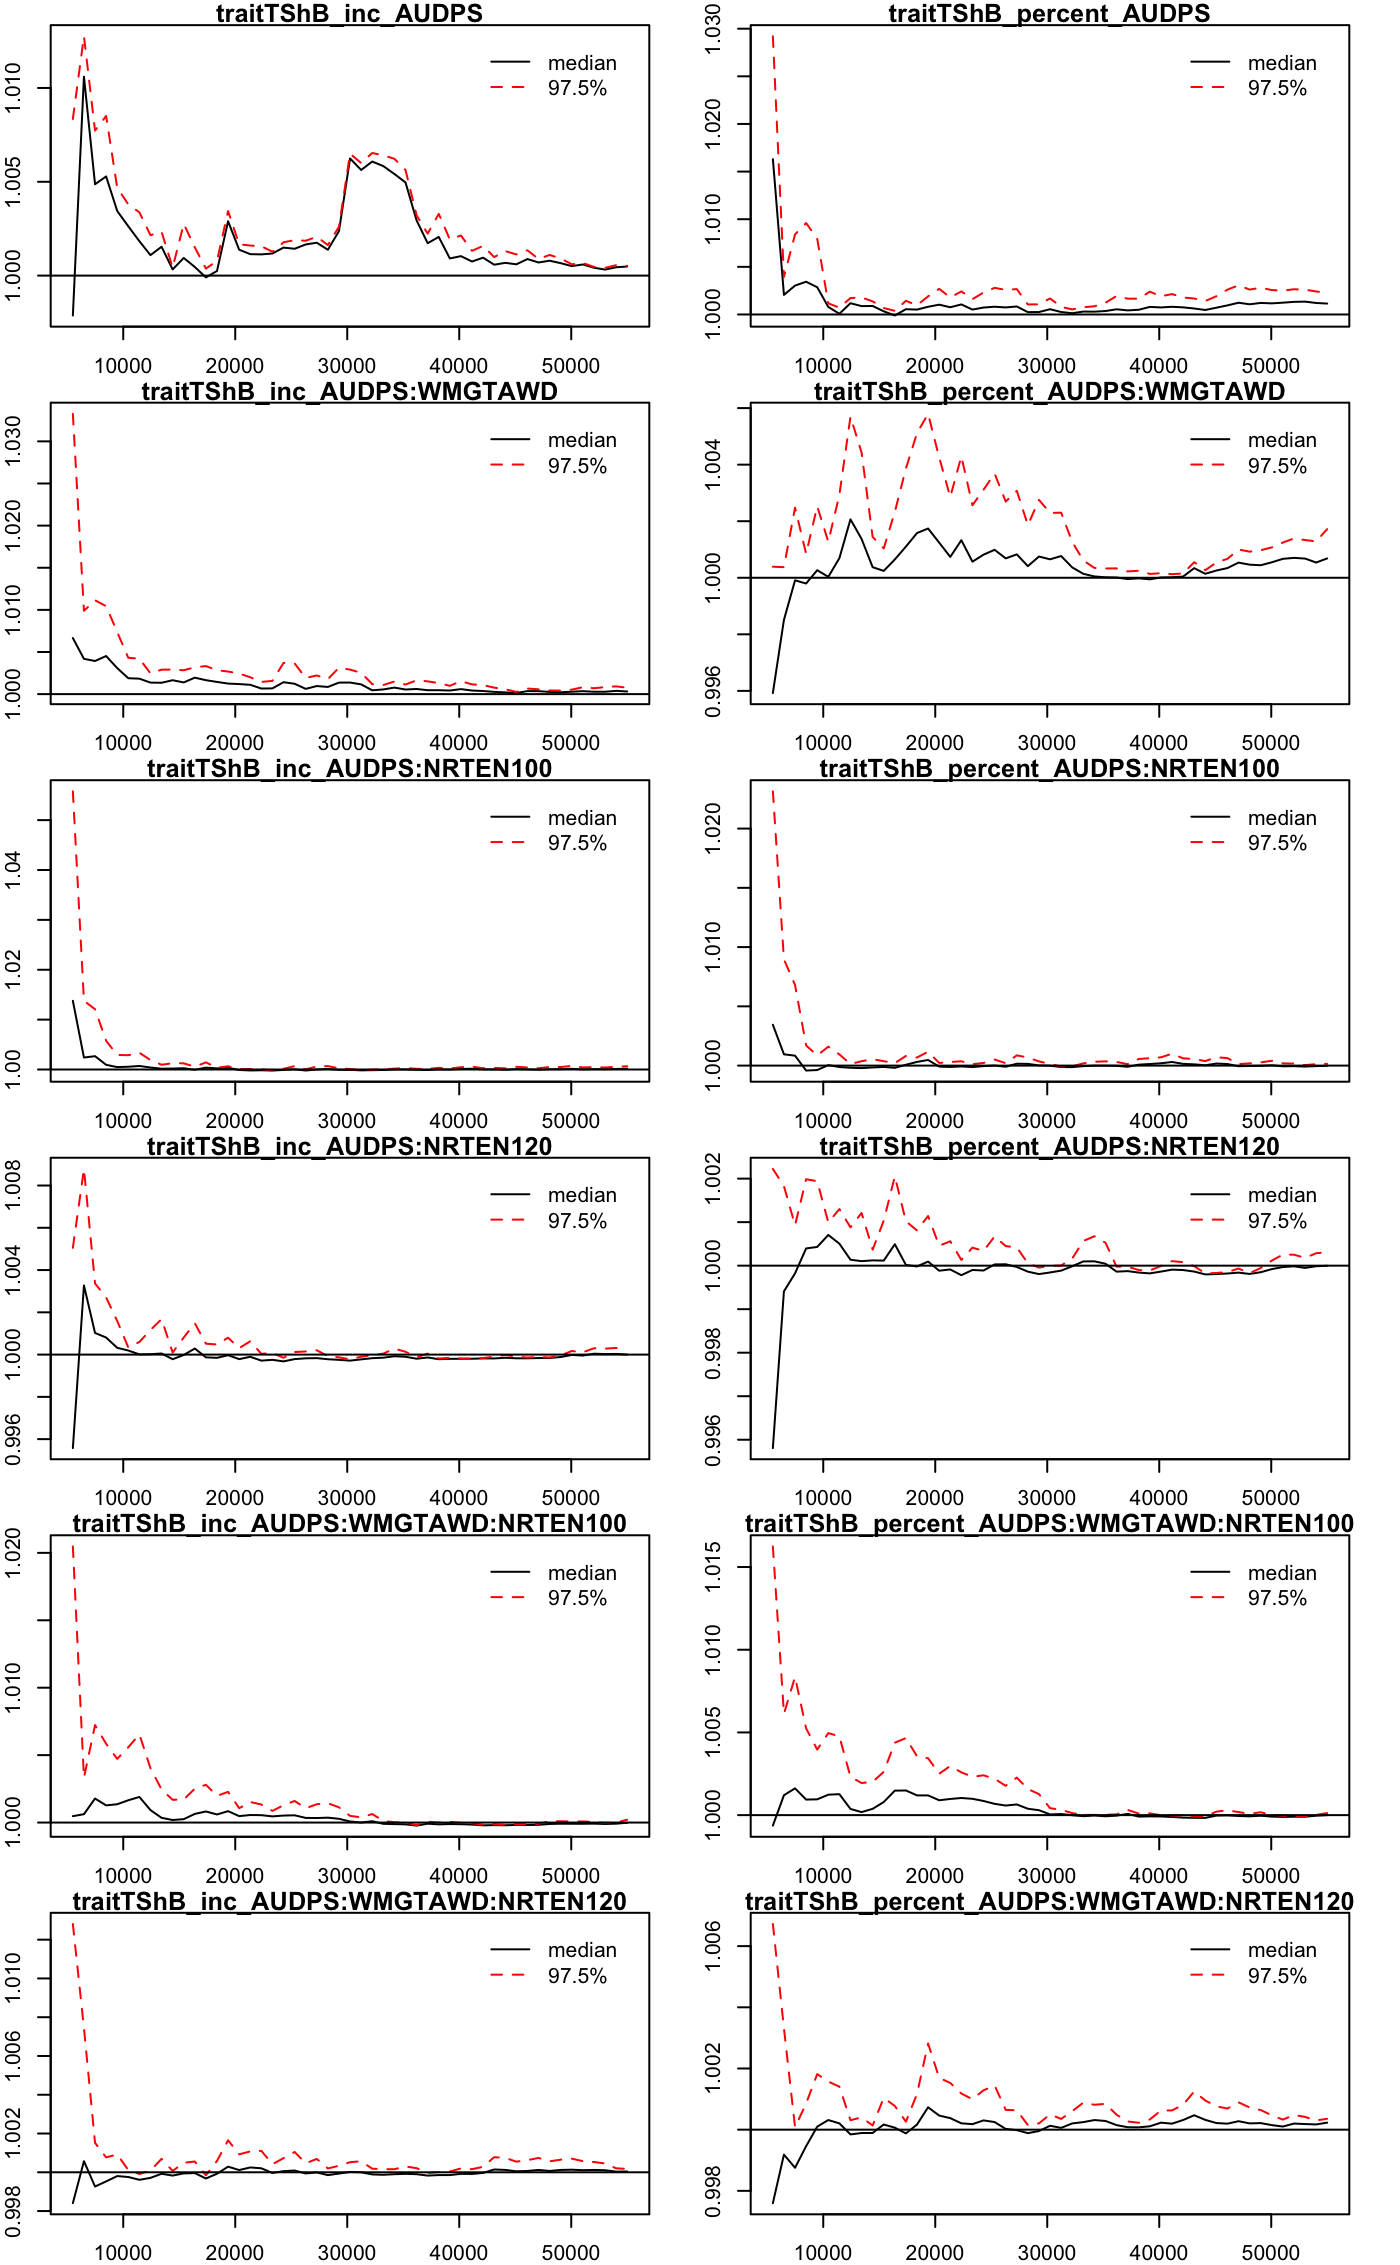 traitTShB_inc_AUDPS
1.000 1.005 1.010
median
97.5%
10000 20000 30000 40000 50000
traitTShB_percent_AUDPS
1.000 1.010 1.020 1.030
median
97.5%
10000 20000 30000 40000 50000
traitTShB_inc_AUDPS:WMGTAWD
1.000 1.010 1.020 1.030
median
97.5%
10000 20000 30000 40000 50000
traitTShB_percent_AUDPS:WMGTAWD
0.996 1.000 1.004
median
97.5%
10000 20000 30000 40000 50000
traitTShB_inc_AUDPS:NRTEN100
1.00 1.02 1.04
median
97.5%
10000 20000 30000 40000 50000
traitTShB_percent_AUDPS:NRTEN100
1.000 1.010 1.020
median
97.5%
10000 20000 30000 40000 50000
traitTShB_inc_AUDPS:NRTEN120
0.996 1.000 1.004 1.008
median
97.5%
10000 20000 30000 40000 50000
traitTShB_percent_AUDPS:NRTEN120
0.996 0.998 1.000 1.002
median
97.5%
10000 20000 30000 40000 50000
traitTShB_inc_AUDPS:WMGTAWD:NRTEN100
1.000 1.010 1.020
median
97.5%
10000 20000 30000 40000 50000
traitTShB_percent_AUDPS:WMGTAWD:NRTEN100
1.000 1.005 1.010 1.015
median
97.5%
10000 20000 30000 40000 50000
traitTShB_inc_AUDPS:WMGTAWD:NRTEN120
0.998 1.002 1.006 1.010
median
97.5%
10000 20000 30000 40000 50000
traitTShB_percent_AUDPS:WMGTAWD:NRTEN120
0.998 1.002 1.006
median
97.5%
10000 20000 30000 40000 50000